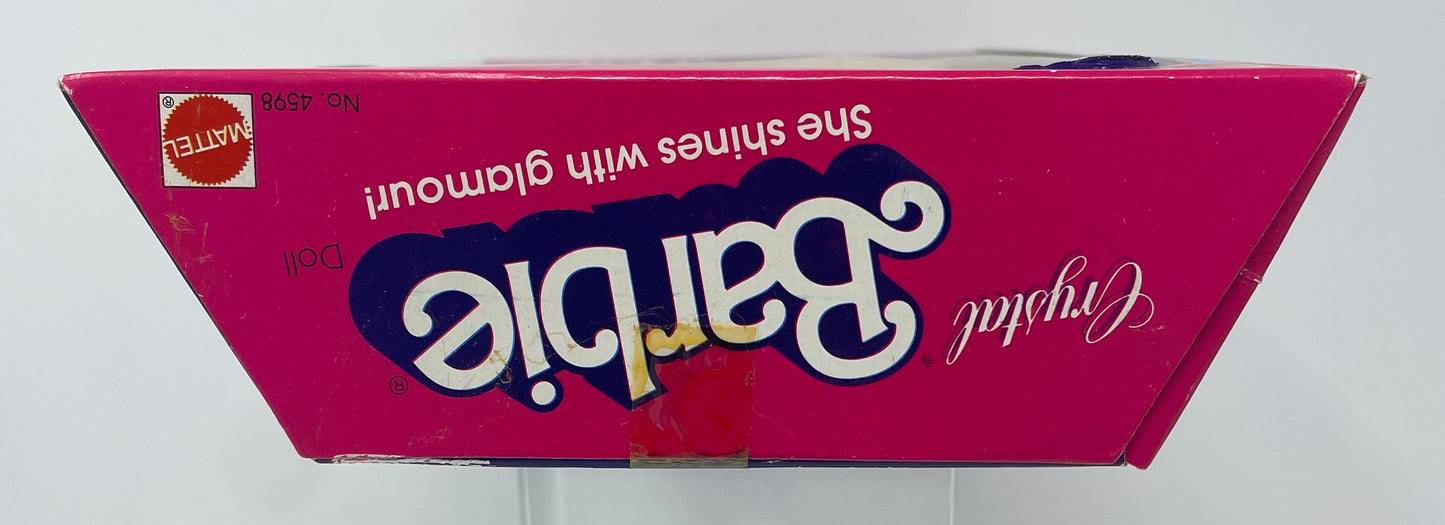 Crystal ®
Barbie ®
Doll
She shines with glamour!
No. 4598
MATTEL ®